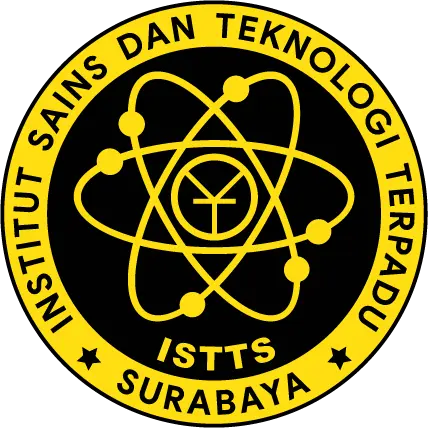 INSTITUT SAINS DAN TEKNOLOGI TERPADU
ISTTS
SURABAYA